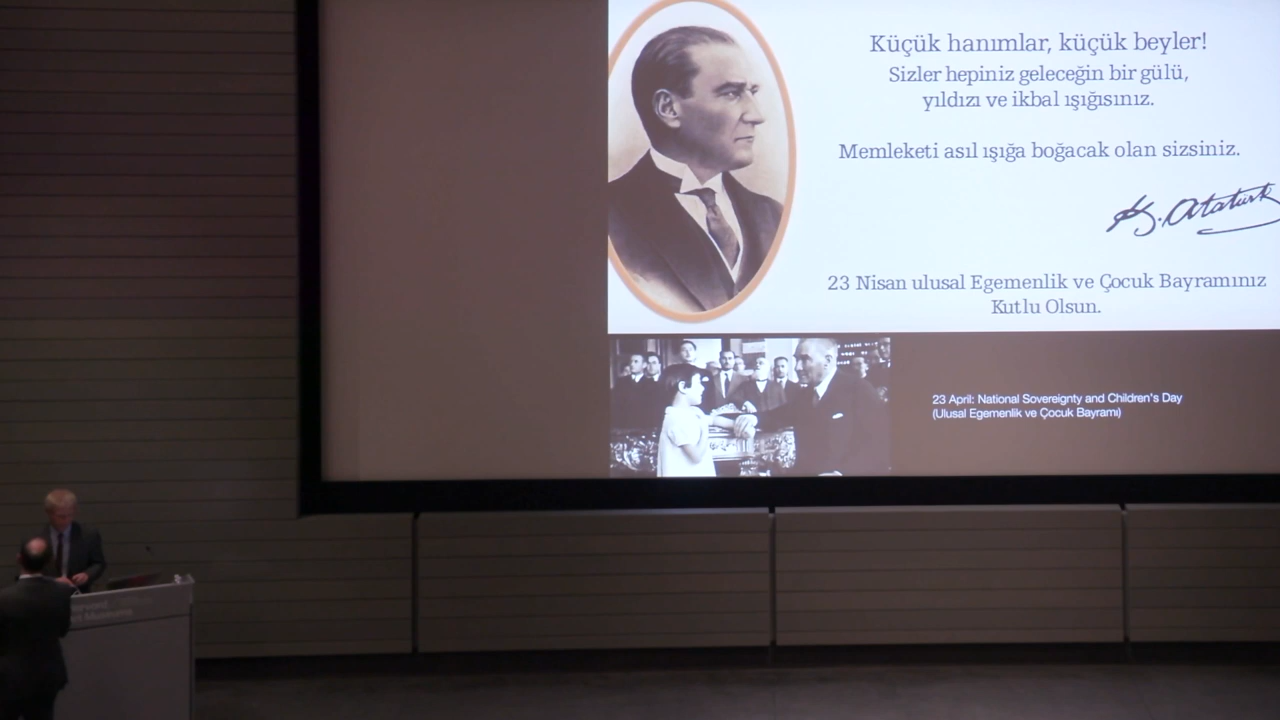 Küçük hanımlar, küçük beyler!
Sizler hepiniz geleceğin bir gülü,
yıldızı ve ikbal ışığısınız.
Memleketi asıl ışığa boğacak olan sizsiniz.
K. Atatürk
23 Nisan ulusal Egemenlik ve Çocuk Bayramınız
Kutlu Olsun.
23 April: National Sovereignty and Children's Day
(Ulusal Egemenlik ve Çocuk Bayramı)
Museums